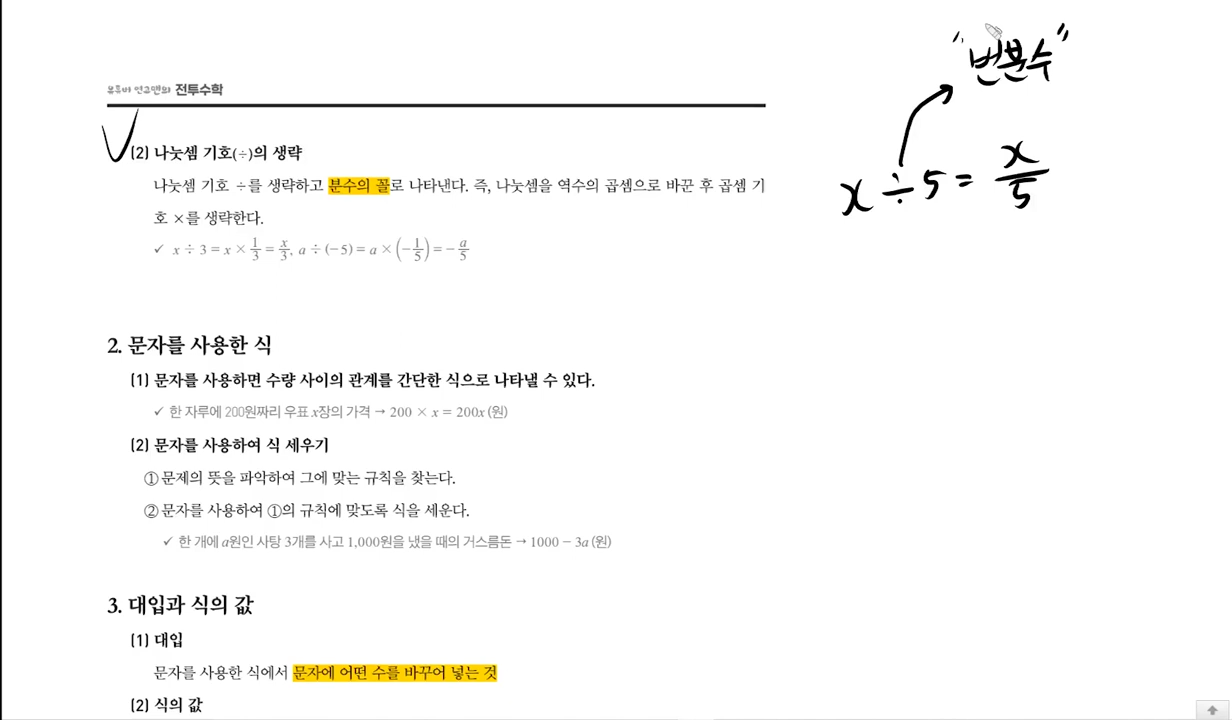 유튜버 연고맨의 전투수학
(2) 나눗셈 기호(÷)의 생략
나눗셈 기호 ÷를 생략하고 분수의 꼴로 나타낸다. 즉, 나눗셈을 역수의 곱셈으로 바꾼 후 곱셈 기
호 ×를 생략한다.
✓ x ÷ 3 = x × 1/3 = x/3, a ÷ (−5) = a × (−1/5) = −a/5
2. 문자를 사용한 식
(1) 문자를 사용하면 수량 사이의 관계를 간단한 식으로 나타낼 수 있다.
✓ 한 자루에 200원짜리 우표 x장의 가격 → 200 × x = 200x (원)
(2) 문자를 사용하여 식 세우기
① 문제의 뜻을 파악하여 그에 맞는 규칙을 찾는다.
② 문자를 사용하여 ①의 규칙에 맞도록 식을 세운다.
✓ 한 개에 a원인 사탕 3개를 사고 1,000원을 냈을 때의 거스름돈 → 1000 − 3a (원)
3. 대입과 식의 값
(1) 대입
문자를 사용한 식에서 문자에 어떤 수를 바꾸어 넣는 것
(2) 식의 값
"번분수"
x ÷ 5 = x/5